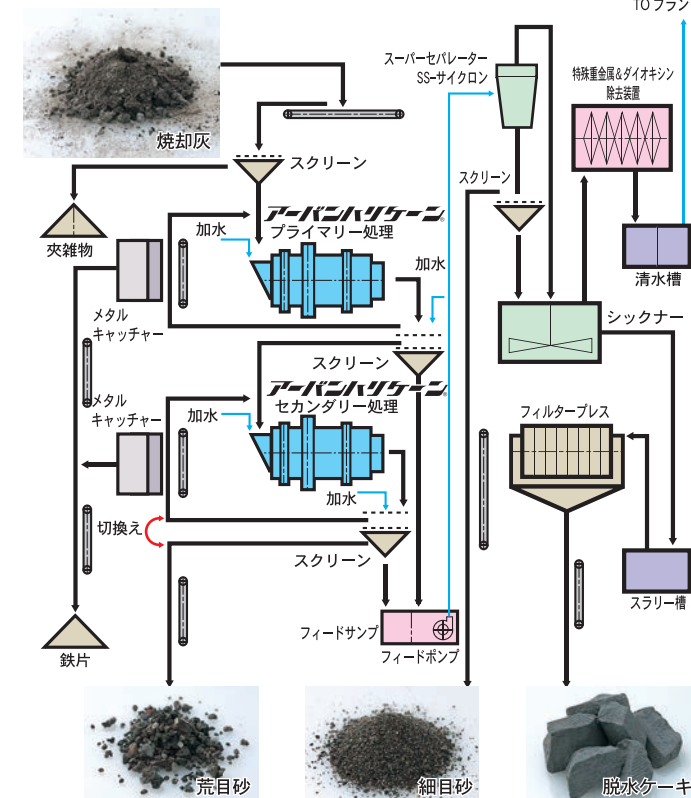 TOプラン
焼却灰
スーパーセパレーター
SS-サイクロン
特殊重金属&ダイオキシン
除去装置
スクリーン
スクリーン
アーバンハリケーン®
プライマリー処理
加水
夾雑物
加水
清水槽
メタル
キャッチャー
シックナー
スクリーン
アーバンハリケーン®
セカンダリー処理
メタル
キャッチャー
加水
フィルタープレス
加水
切換え
スクリーン
スラリー槽
フィードサンプ
フィードポンプ
鉄片
荒目砂
細目砂
脱水ケーキ